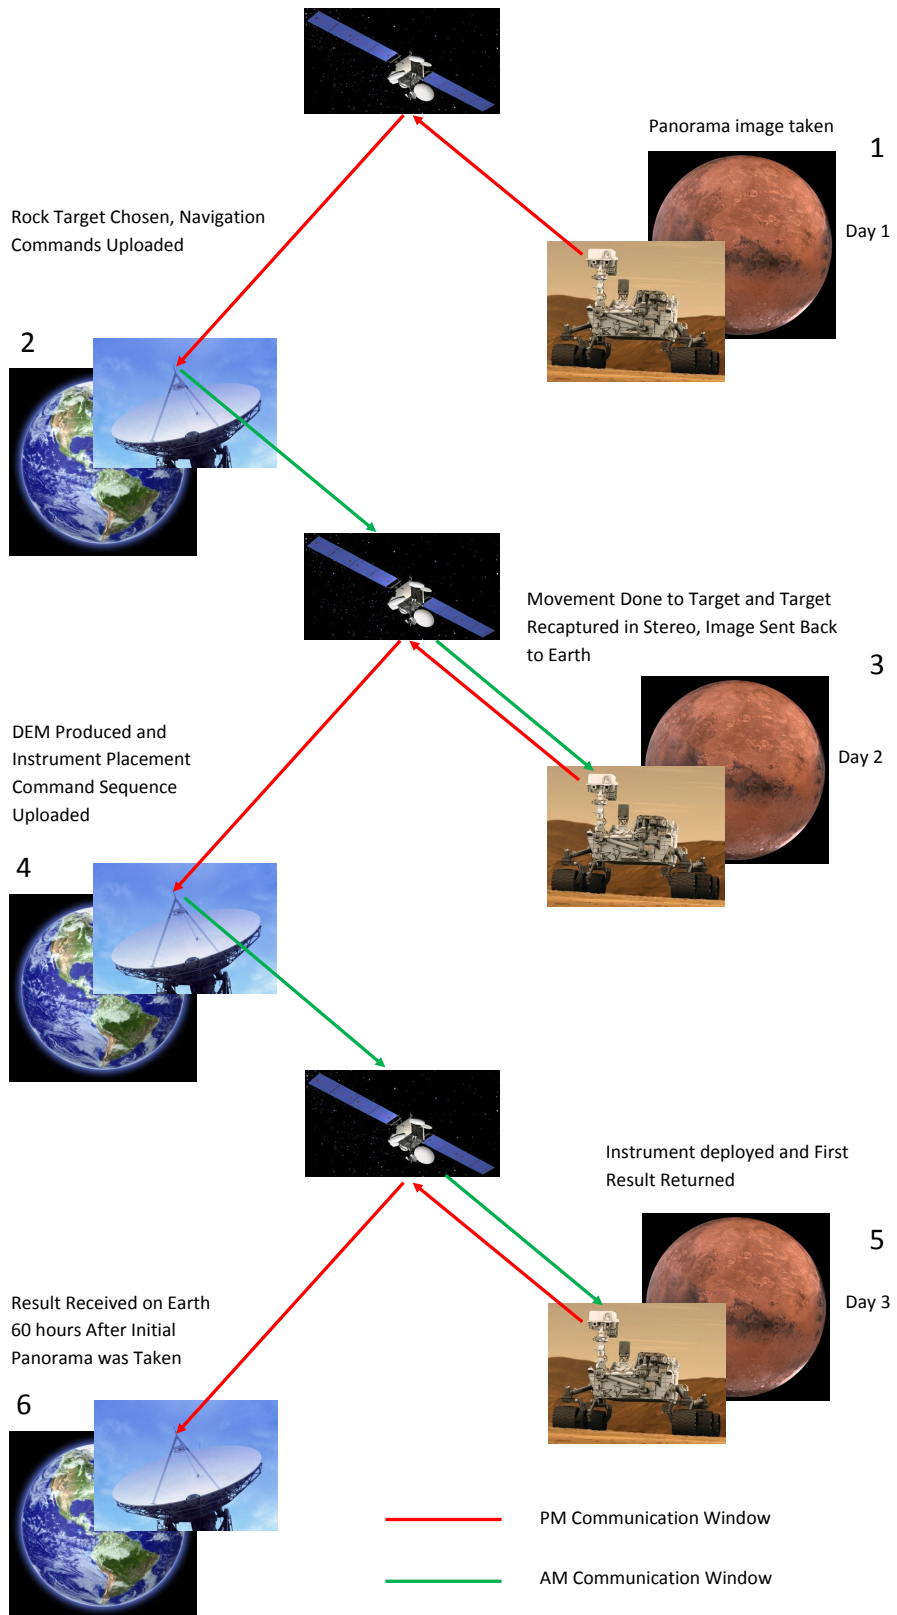 Panorama image taken
1
Day 1
Rock Target Chosen, Navigation
Commands Uploaded
2
Movement Done to Target and Target
Recaptured in Stereo, Image Sent Back
to Earth
3
Day 2
DEM Produced and
Instrument Placement
Command Sequence
Uploaded
4
Instrument deployed and First
Result Returned
5
Day 3
Result Received on Earth
60 hours After Initial
Panorama was Taken
6
PM Communication Window
AM Communication Window